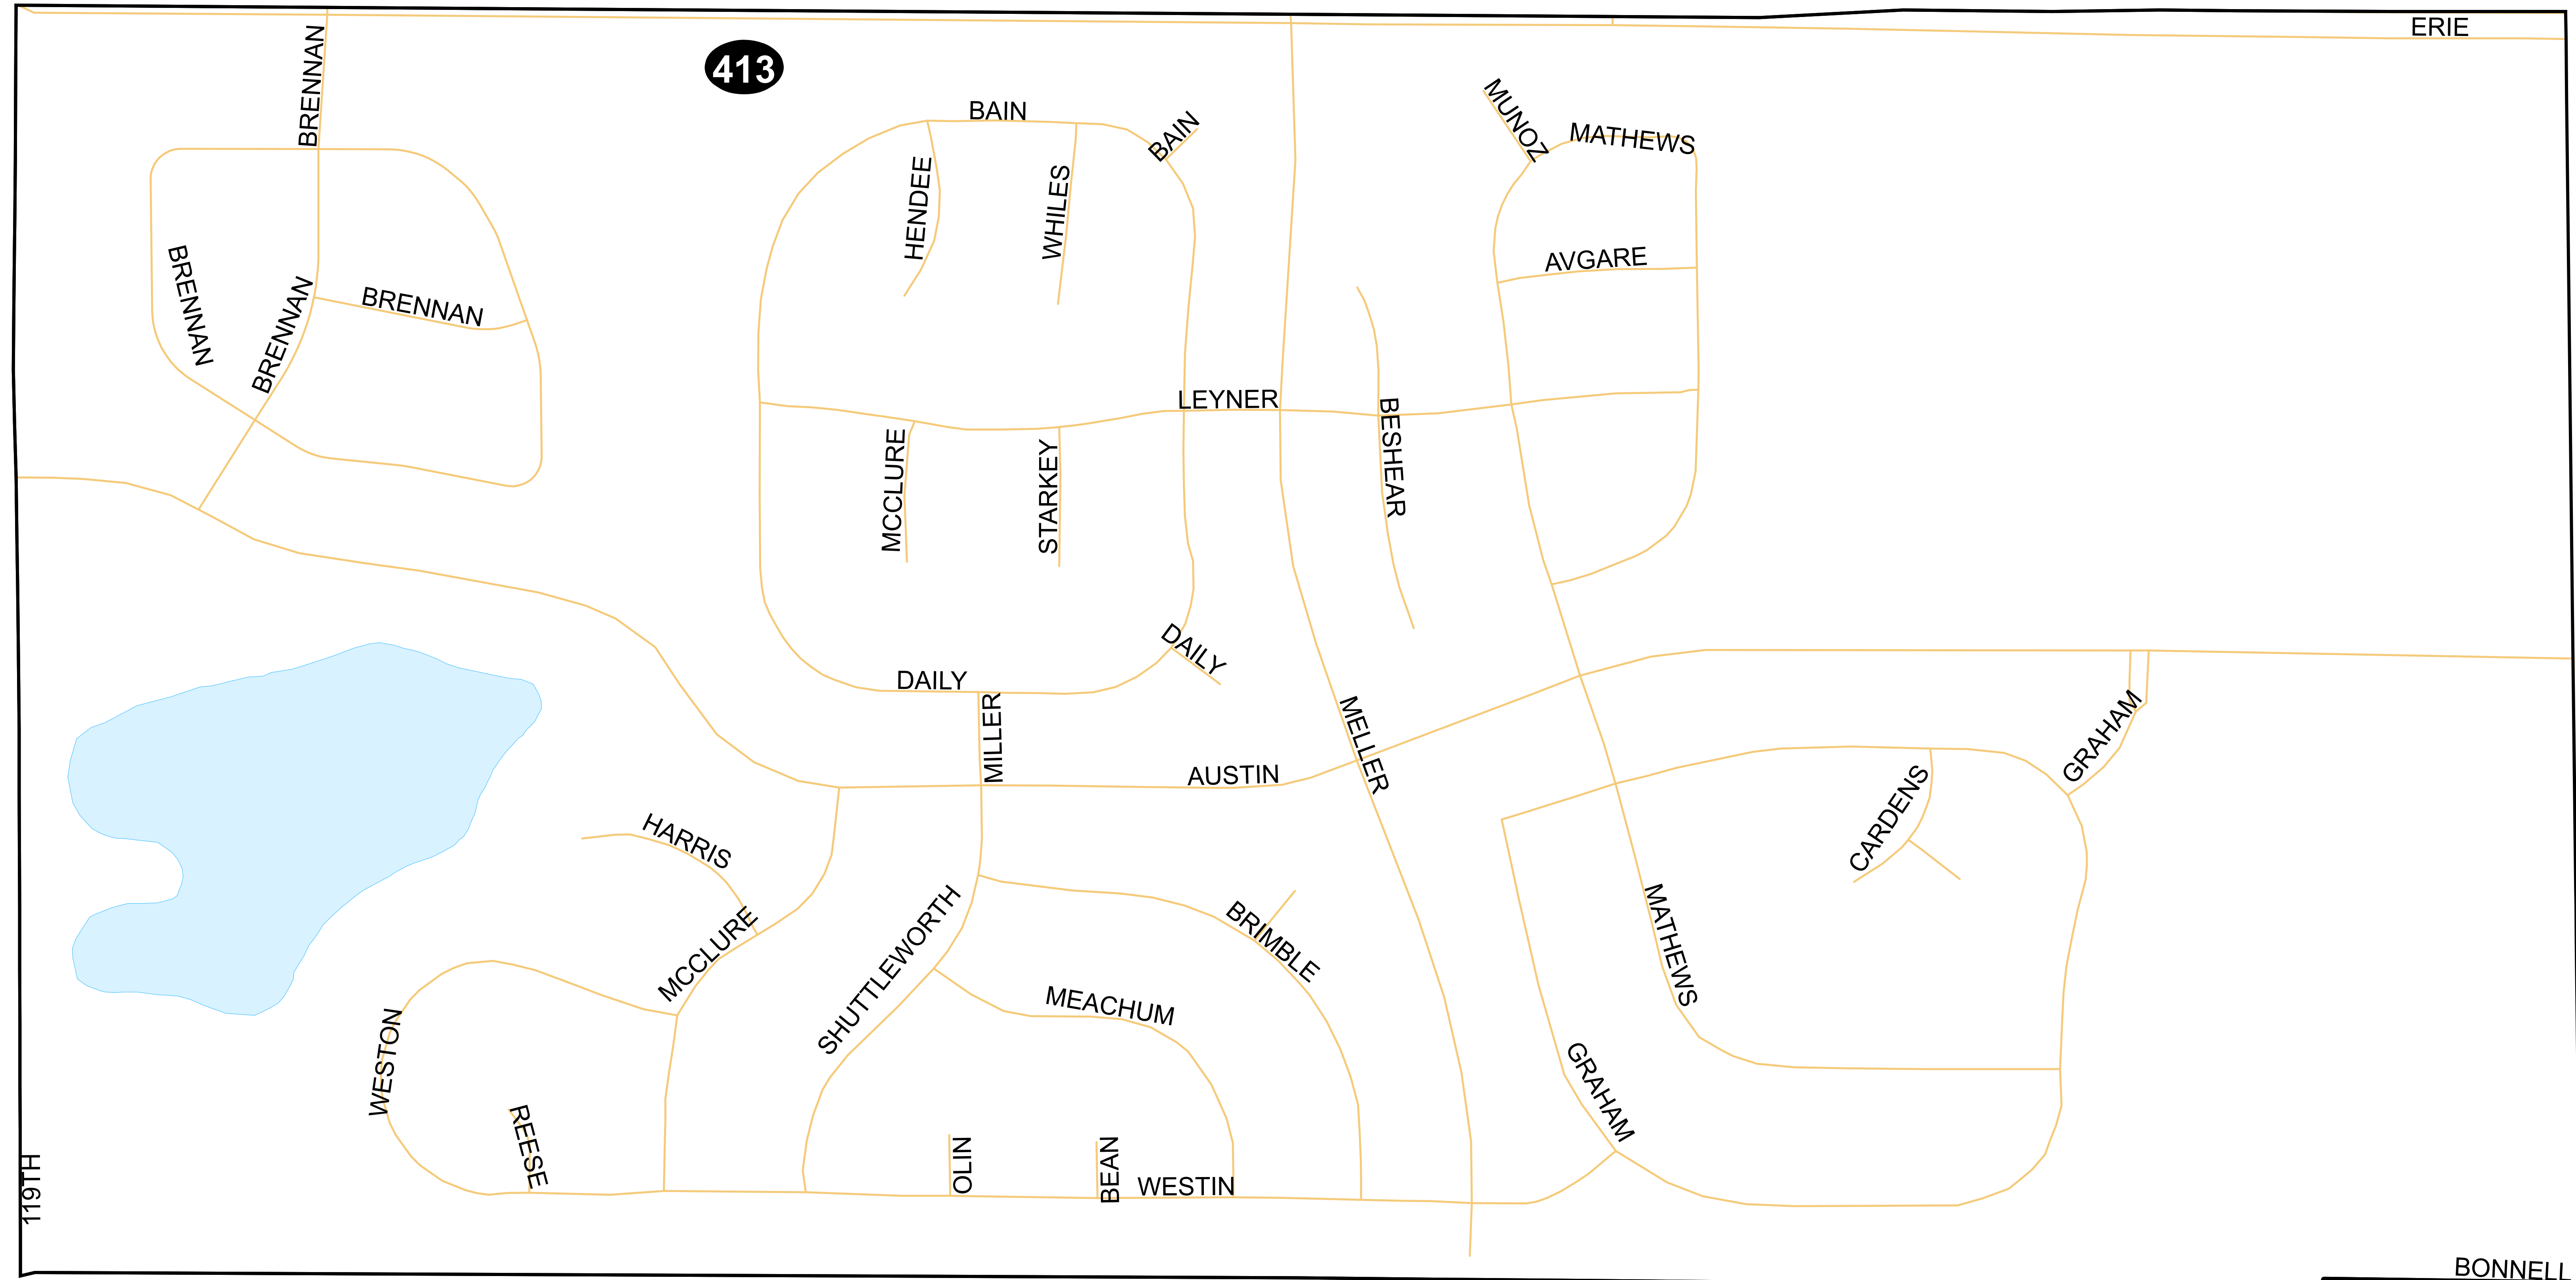 ERIE
BRENNAN
413
BAIN
BAIN
MUNOZ
MATHEWS
HENDEE
WHILES
AVGARE
BRENNAN
BRENNAN
BRENNAN
LEYNER
BESHEAR
MCCLURE
STARKEY
DAILY
DAILY
MILLER
MELLER
GRAHAM
AUSTIN
CARDENS
HARRIS
MCCLURE
SHUTTLEWORTH
BRIMBLE
MATHEWS
MEACHUM
WESTON
GRAHAM
REESE
OLIN
BEAN
WESTIN
119TH
BONNELL